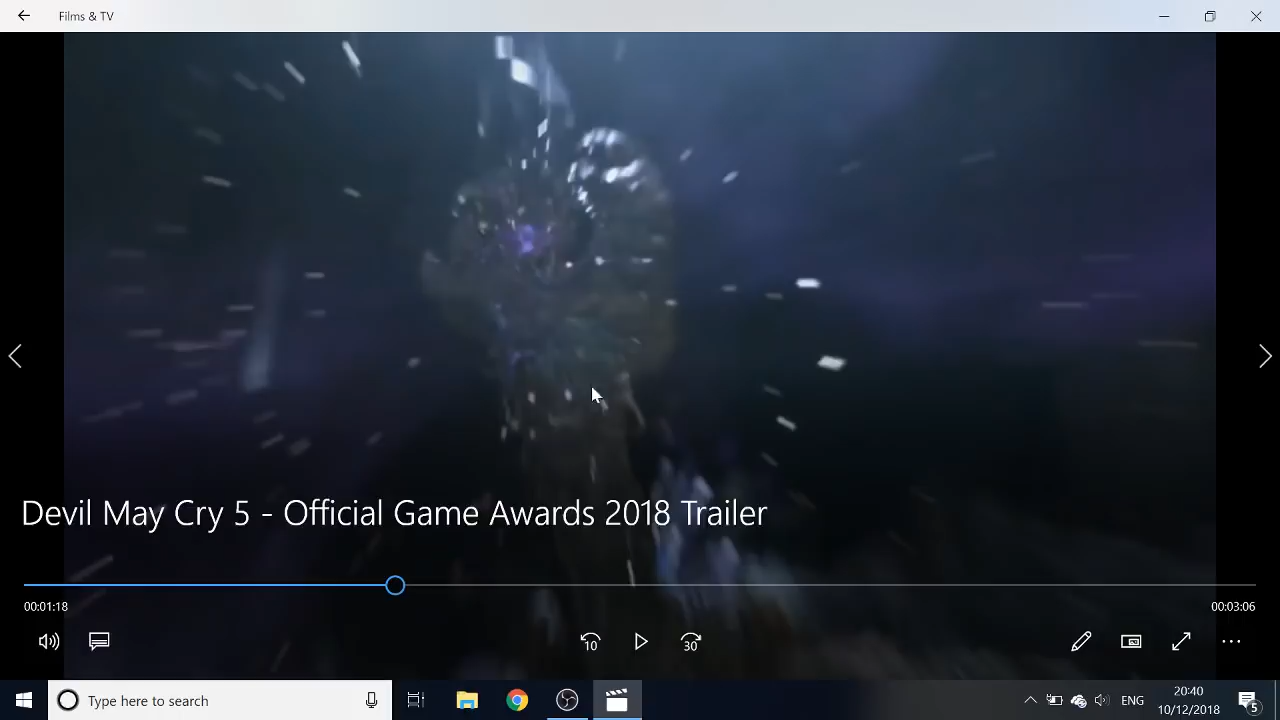 Films & TV
Devil May Cry 5 - Official Game Awards 2018 Trailer
00:01:18
00:03:06
10
30
Type here to search
ENG
20:40
10/12/2018
5